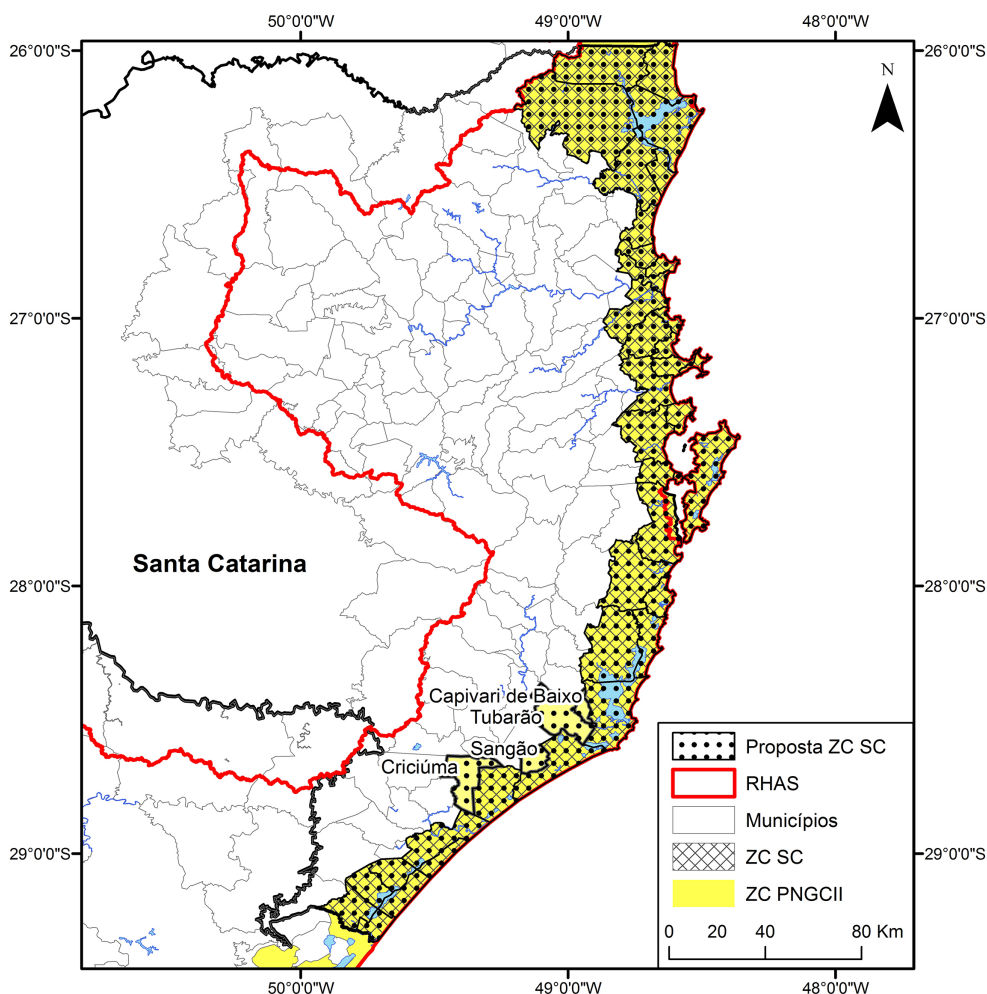 50°0'0"W 49°0'0"W 48°0'0"W
26°0'0"S 26°0'0"S
N
27°0'0"S 27°0'0"S
Santa Catarina
28°0'0"S 28°0'0"S
Capivari de Baixo
Tubarão
Sangão
Criciúma
Proposta ZC SC
RHAS
Municípios
ZC SC
ZC PNGCII
29°0'0"S 29°0'0"S
0 20 40 80 Km
50°0'0"W 49°0'0"W 48°0'0"W